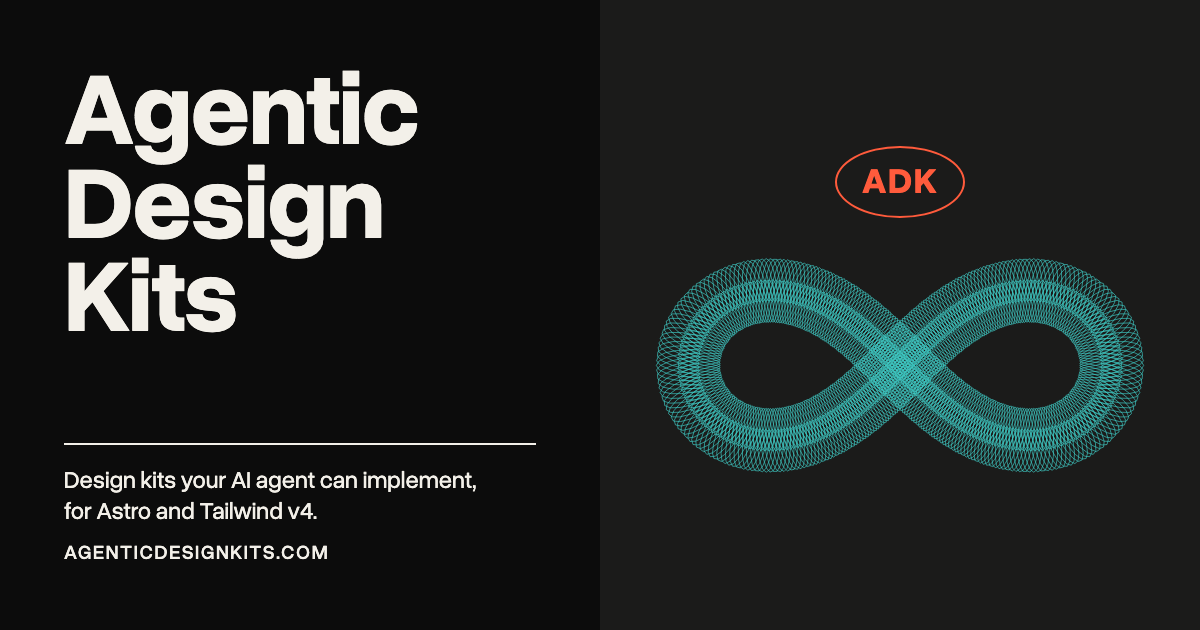 Agentic
Design
Kits
Design kits your AI agent can implement,
for Astro and Tailwind v4.
AGENTICDESIGNKITS.COM
ADK